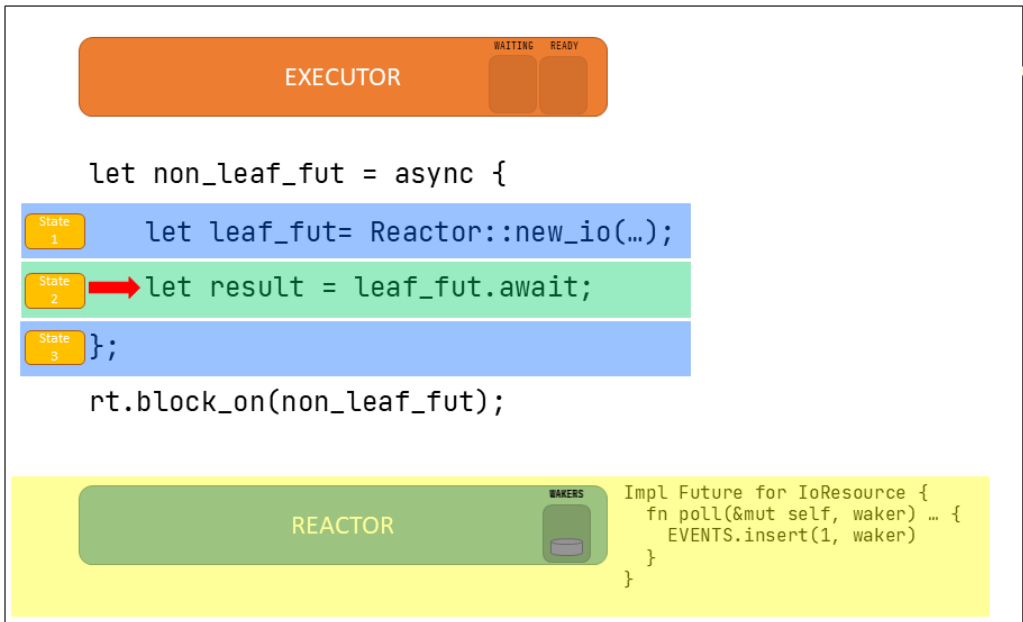 WAITING READY
EXECUTOR
let non_leaf_fut = async {
State
1
let leaf_fut= Reactor::new_io(…);
State
2
let result = leaf_fut.await;
State
3
};
rt.block_on(non_leaf_fut);
WAKERS
REACTOR
Impl Future for IoResource {
fn poll(&mut self, waker) … {
EVENTS.insert(1, waker)
}
}